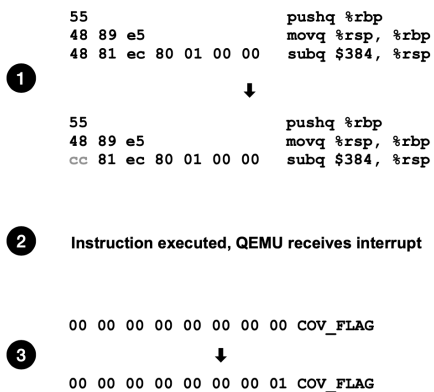 55 pushq %rbp
48 89 e5 movq %rsp, %rbp
48 81 ec 80 01 00 00 subq $384, %rsp
1
55 pushq %rbp
48 89 e5 movq %rsp, %rbp
cc 81 ec 80 01 00 00 subq $384, %rsp
2 Instruction executed, QEMU receives interrupt
00 00 00 00 00 00 00 00 COV_FLAG
3
00 00 00 00 00 00 00 01 COV_FLAG